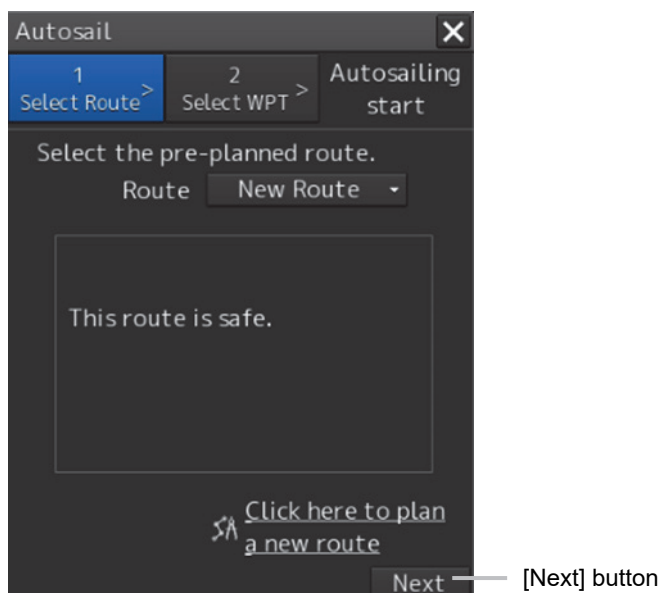 Autosail
1
Select Route >
2
Select WPT >
Autosailing
start
Select the pre-planned route.
Route New Route
This route is safe.
Click here to plan
a new route
Next
[Next] button